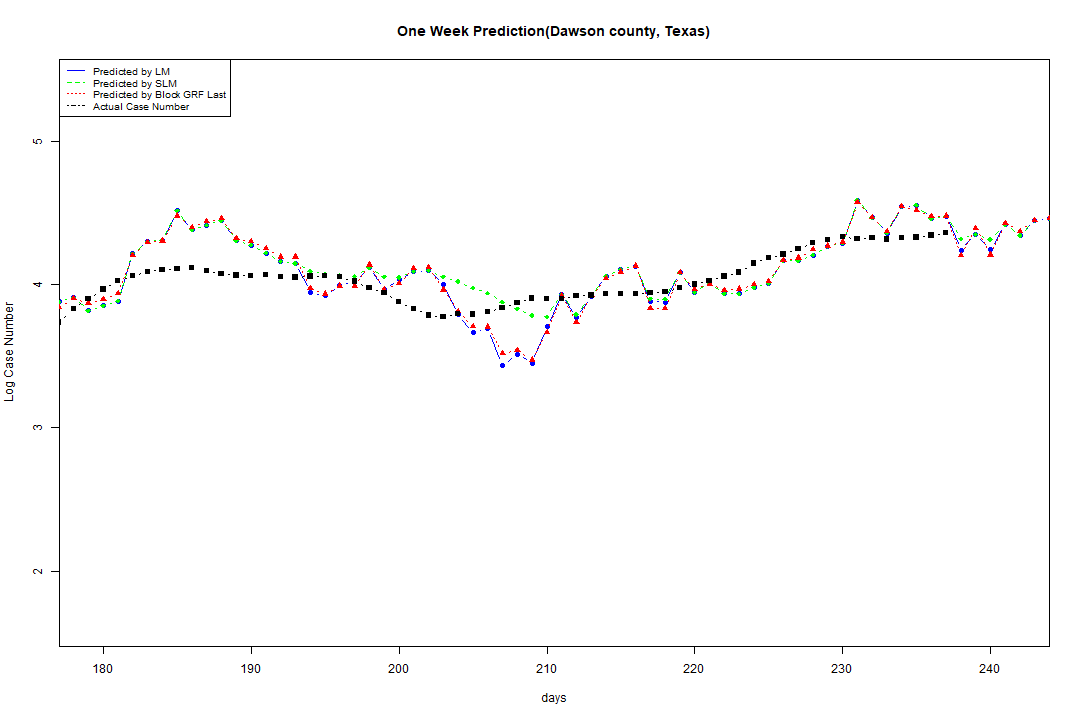 One Week Prediction(Dawson county, Texas)
Predicted by LM
Predicted by SLM
Predicted by Block GRF Last
Actual Case Number
5
4
3
2
Log Case Number
180 190 200 210 220 230 240
days